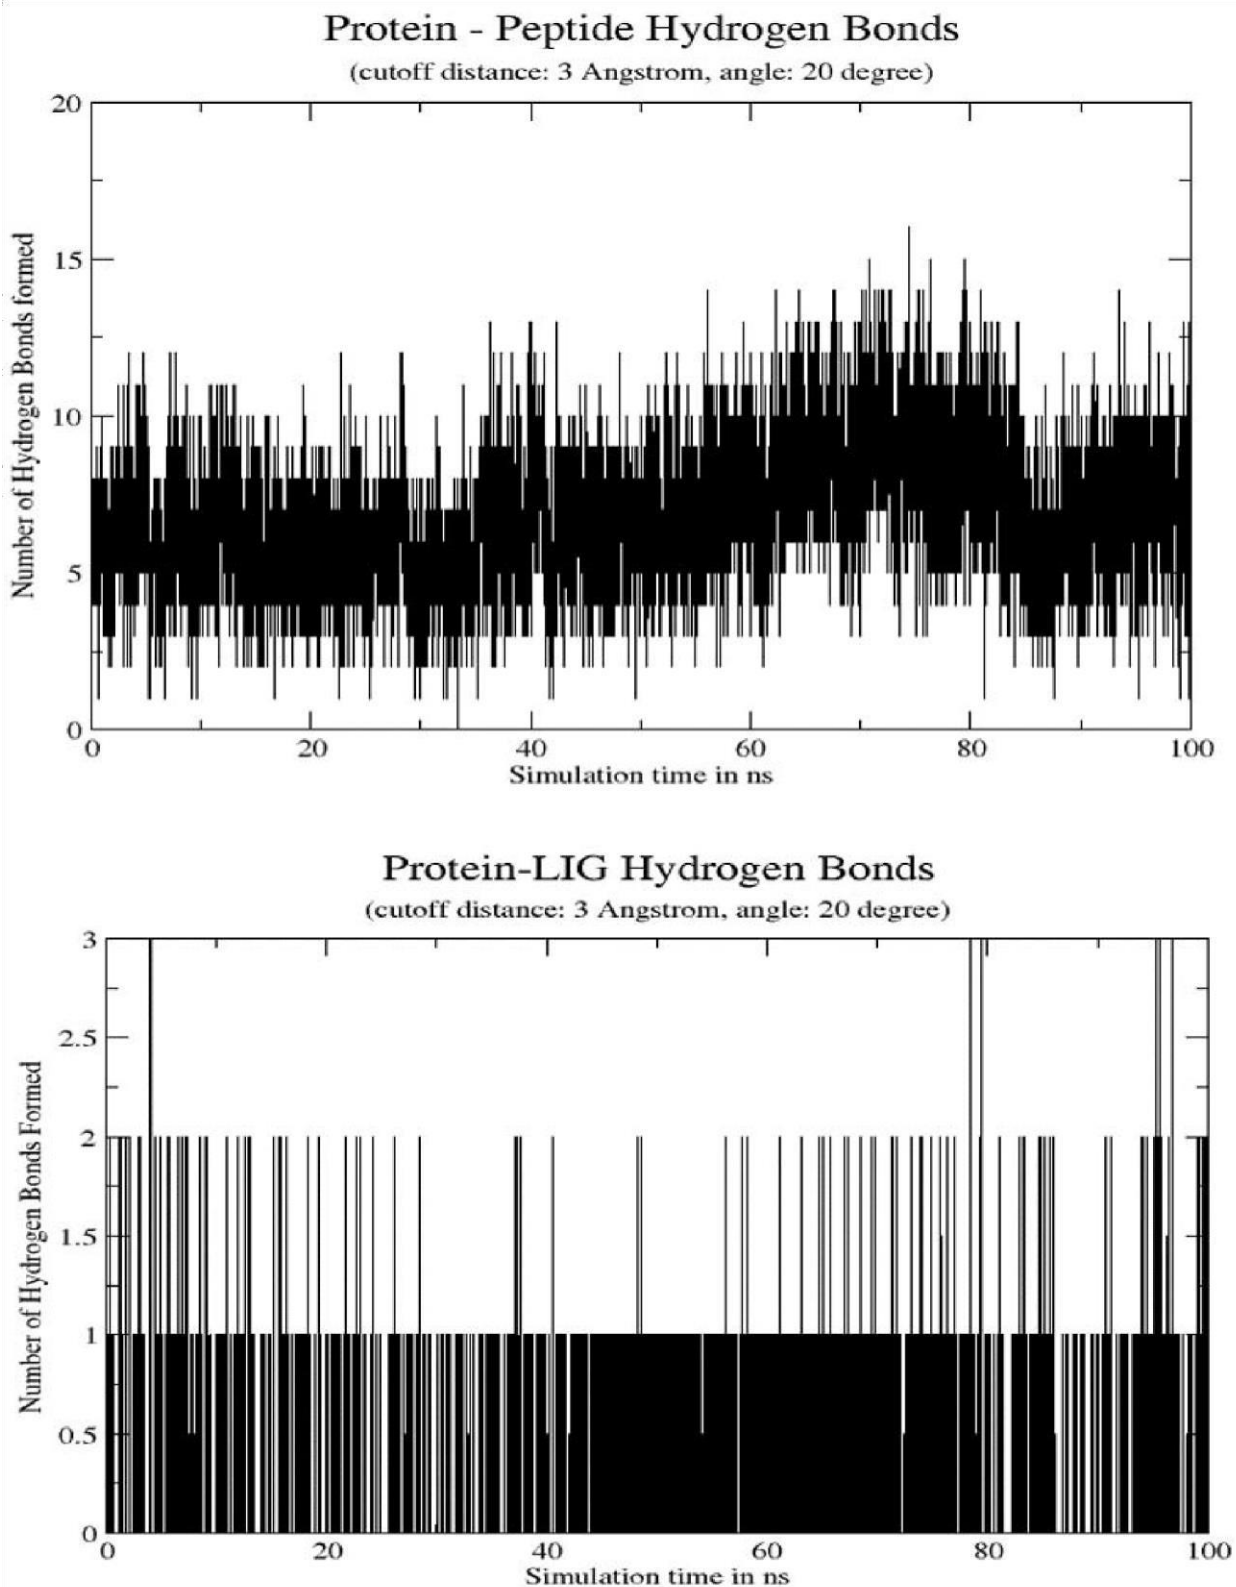 Protein - Peptide Hydrogen Bonds
(cutoff distance: 3 Angstrom, angle: 20 degree)
20
15
10
5
0
Number of Hydrogen Bonds formed
0 20 40 60 80 100
Simulation time in ns
Protein-LIG Hydrogen Bonds
(cutoff distance: 3 Angstrom, angle: 20 degree)
3
2.5
2
1.5
1
0.5
0
Number of Hydrogen Bonds Formed
0 20 40 60 80 100
Simulation time in ns